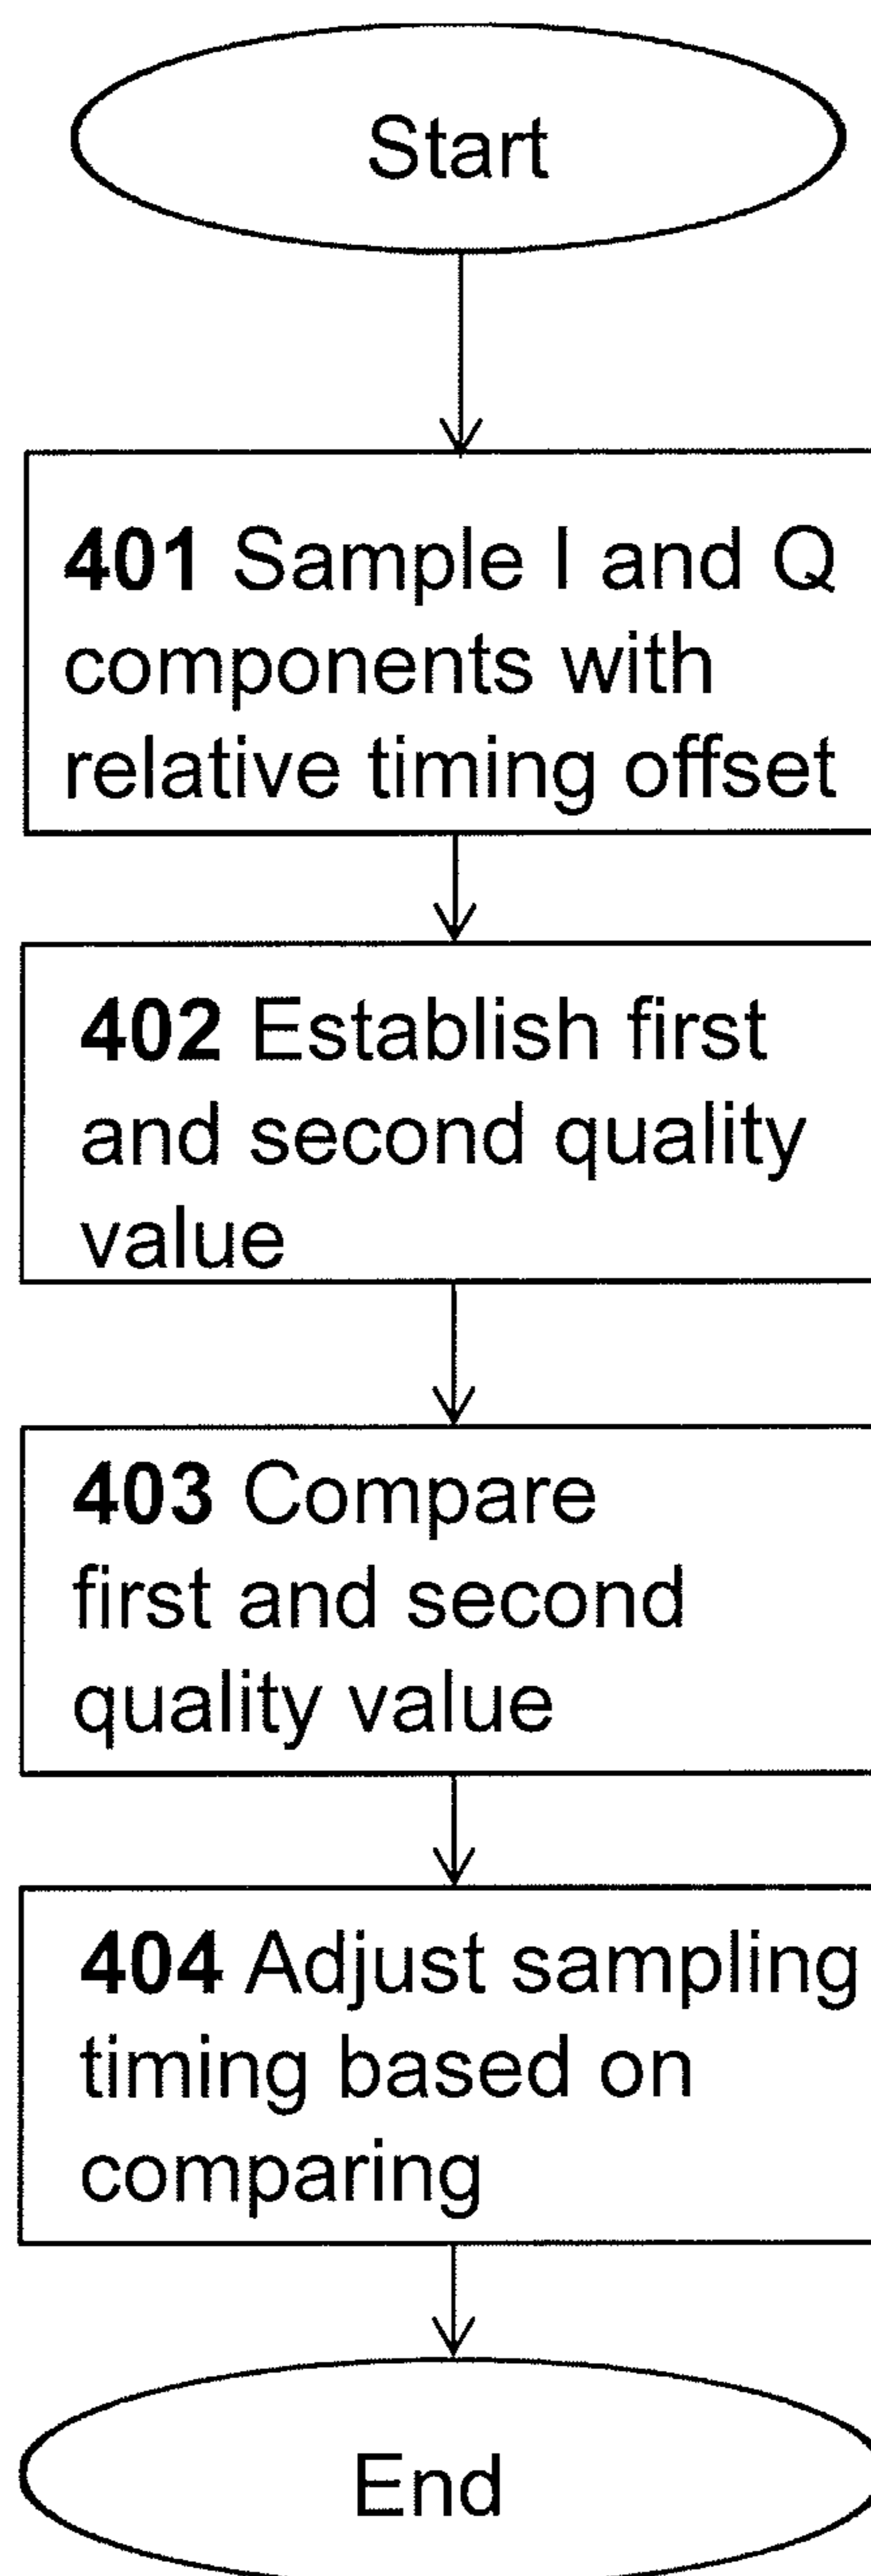 Start
401 Sample I and Q
components with
relative timing offset
402 Establish first
and second quality
value
403 Compare
first and second
quality value
404 Adjust sampling
timing based on
comparing
End